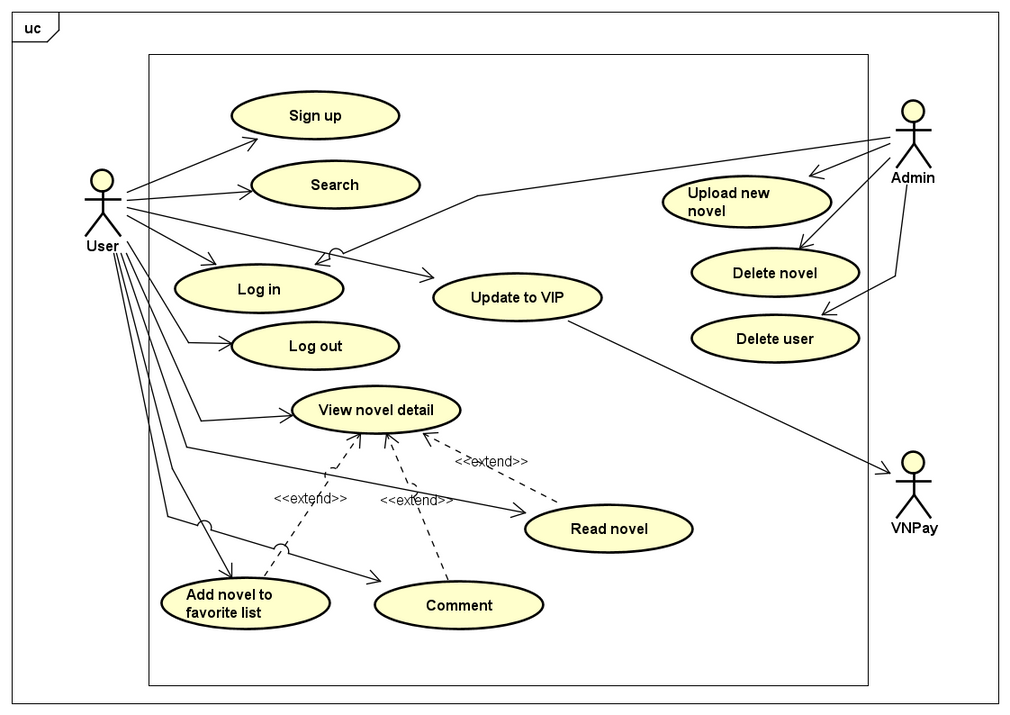 uc
Sign up
Search
User
Admin
Upload new
novel
Log in
Update to VIP
Delete novel
Log out
Delete user
View novel detail
<<extend>>
<<extend>>
<<extend>>
Read novel
VNPay
Add novel to
favorite list
Comment